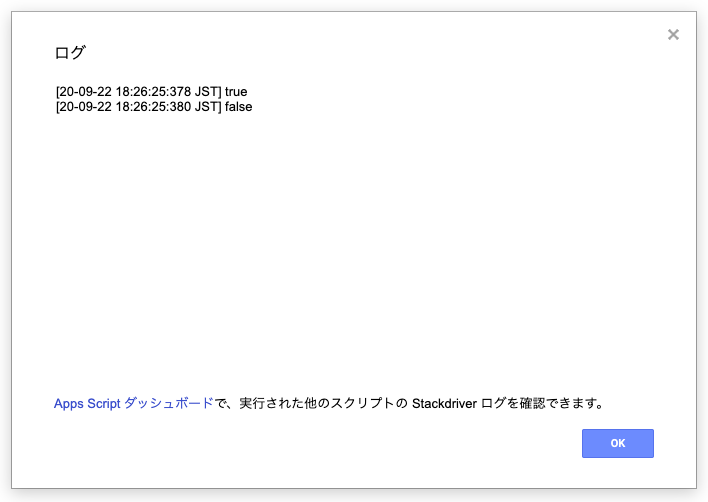 ログ
[20-09-22 18:26:25:378 JST] true
[20-09-22 18:26:25:380 JST] false
Apps Script ダッシュボードで、実行された他のスクリプトの Stackdriver ログを確認できます。
OK